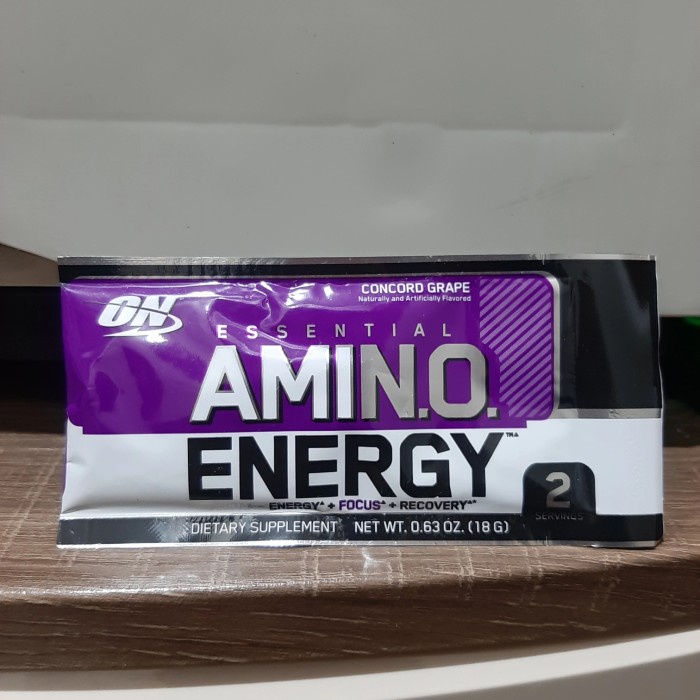 ON
CONCORD GRAPE
Naturally and Artificially Flavored
ESSENTIAL
AMIN.O.
ENERGY™▲
ENERGY▲ + FOCUS▲ + RECOVERY▲*
2
SERVINGS
DIETARY SUPPLEMENT NET WT. 0.63 OZ. (18 G)